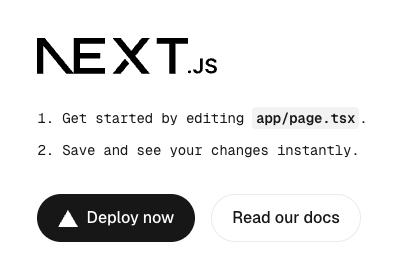 NEXT.JS
1. Get started by editing app/page.tsx.
2. Save and see your changes instantly.
Deploy now
Read our docs